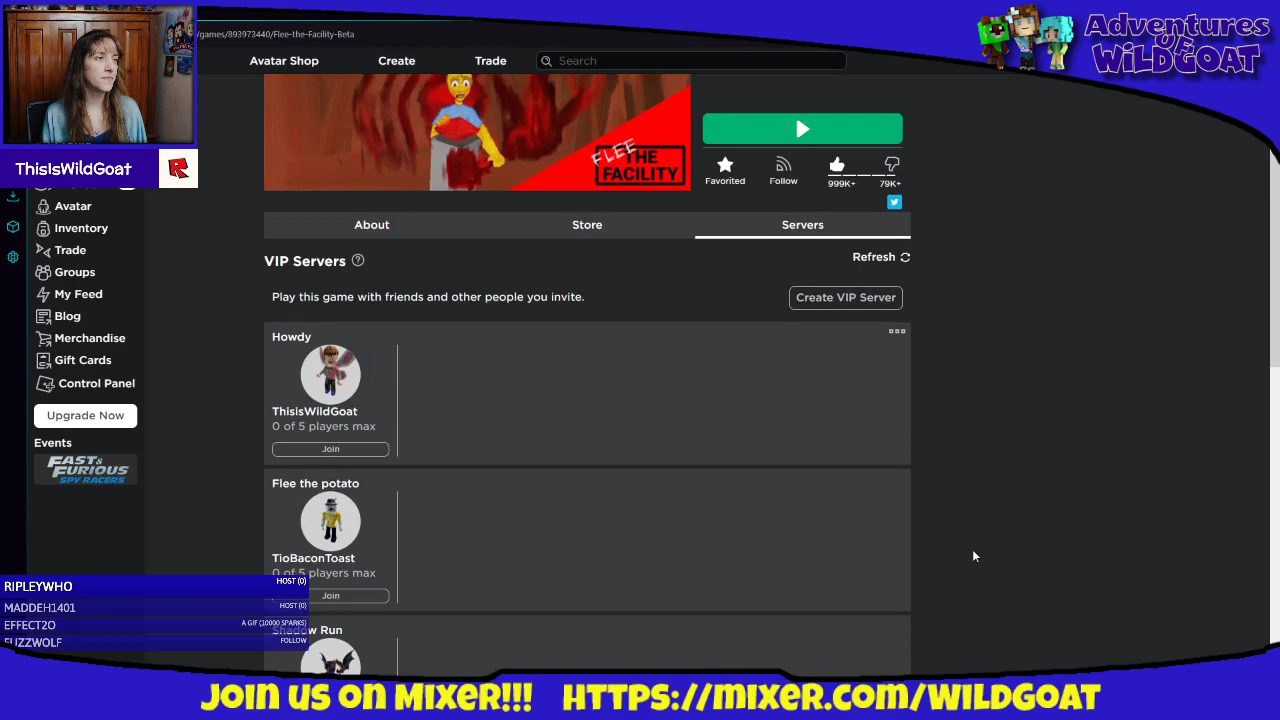 /games/893973440/Flee-the-Facility-Beta
Adventures
OF
WiLDGOAT
Avatar Shop
Create
Trade
Search
FLEE
THE
FACILITY
Favorited
Follow
999K+
79K+
ThisIsWildGoat
Avatar
Inventory
Trade
Groups
My Feed
Blog
Merchandise
Gift Cards
Control Panel
Upgrade Now
Events
FAST &
FURIOUS
SPY RACERS
About
Store
Servers
VIP Servers
Refresh
Play this game with friends and other people you invite.
Create VIP Server
Howdy
ThisisWildGoat
0 of 5 players max
Join
Flee the potato
TioBaconToast
0 of 5 players max
Join
Shadow Run
RIPLEYWHO HOST (0)
MADDEH1401 HOST (0)
EFFECT2O A GIF (10000 SPARKS)
FUZZWOLF FOLLOW
Join us on Mixer!!! HTTPS://mixer.com/WILDGOAT